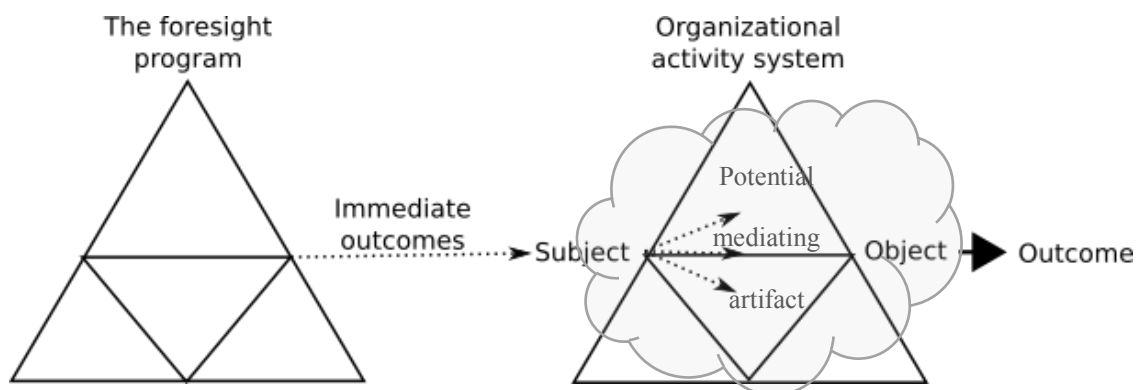 The foresight
program
Organizational
activity system
Immediate
outcomes
Subject
Potential
mediating
artifact
Object
Outcome